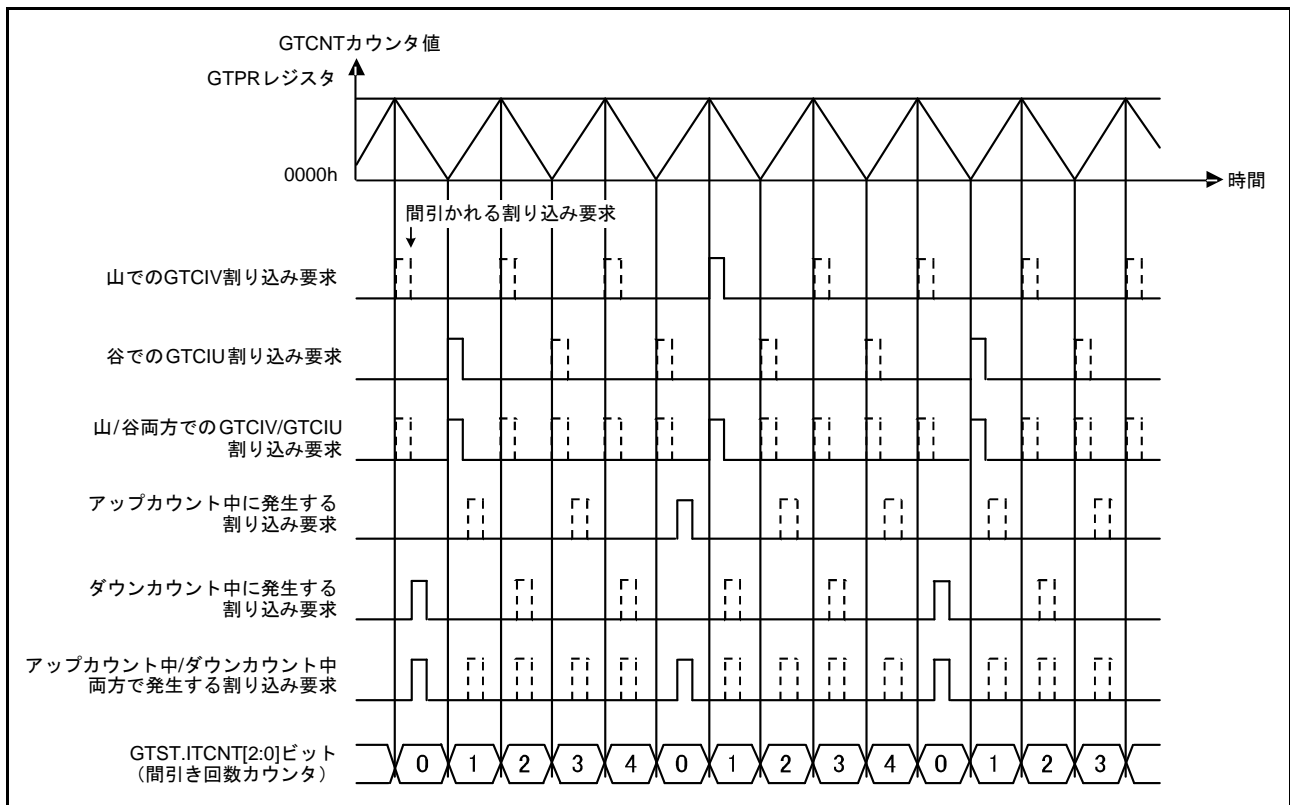 GTCNTカウンタ値
GTPRレジスタ
0000h
時間
間引かれる割り込み要求
山でのGTCIV割り込み要求
谷でのGTCIU割り込み要求
山/谷両方でのGTCIV/GTCIU
割り込み要求
アップカウント中に発生する
割り込み要求
ダウンカウント中に発生する
割り込み要求
アップカウント中/ダウンカウント中
両方で発生する割り込み要求
GTST.ITCNT[2:0]ビット
(間引き回数カウンタ)
0 1 2 3 4 0 1 2 3 4 0 1 2 3